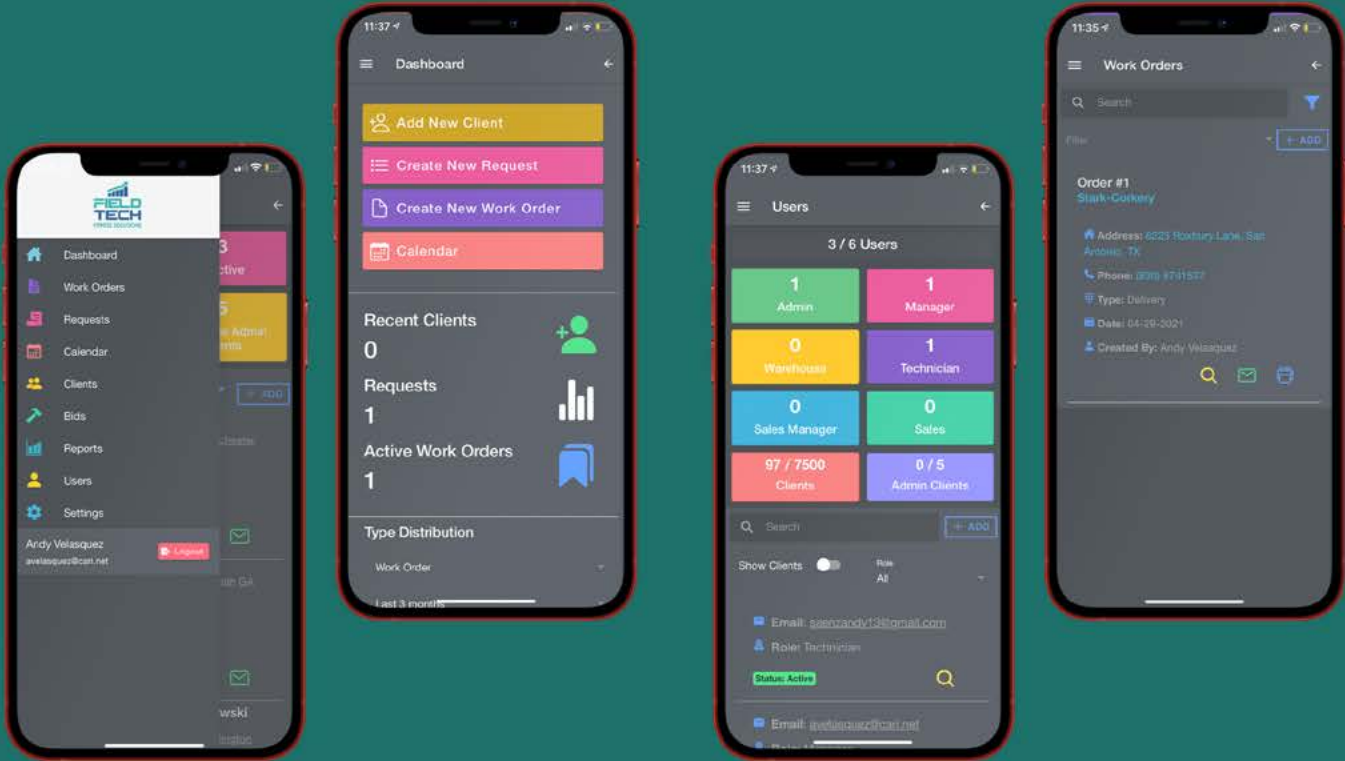 FIELD
TECH
Dashboard
Work Orders
Requests
Calendar
Clients
Bids
Reports
Users
Settings
Andy Velasquez
avelasquez@cari.net
Logout
3
5
+ ADD
wski
11:37
Dashboard
Add New Client
Create New Request
Create New Work Order
Calendar
Recent Clients
0
Requests
1
Active Work Orders
1
Type Distribution
Work Order
Last 3 months
11:37
Users
3 / 6 Users
1
Admin
1
Manager
0
Warehouse
1
Technician
0
Sales Manager
0
Sales
97 / 7500
Clients
0 / 5
Admin Clients
Search
+ ADD
Show Clients
Role
All
Email: saenzandy13@gmail.com
Role: Technician
Status: Active
Email: avelasquez@cari.net
11:35
Work Orders
Search
Filter
+ ADD
Order #1
Stark-Corkery
Address: 8223 Roxbury Lane, San
Antonio, TX
Phone:
Type: Delivery
Date: 04-29-2021
Created By: Andy Velasquez